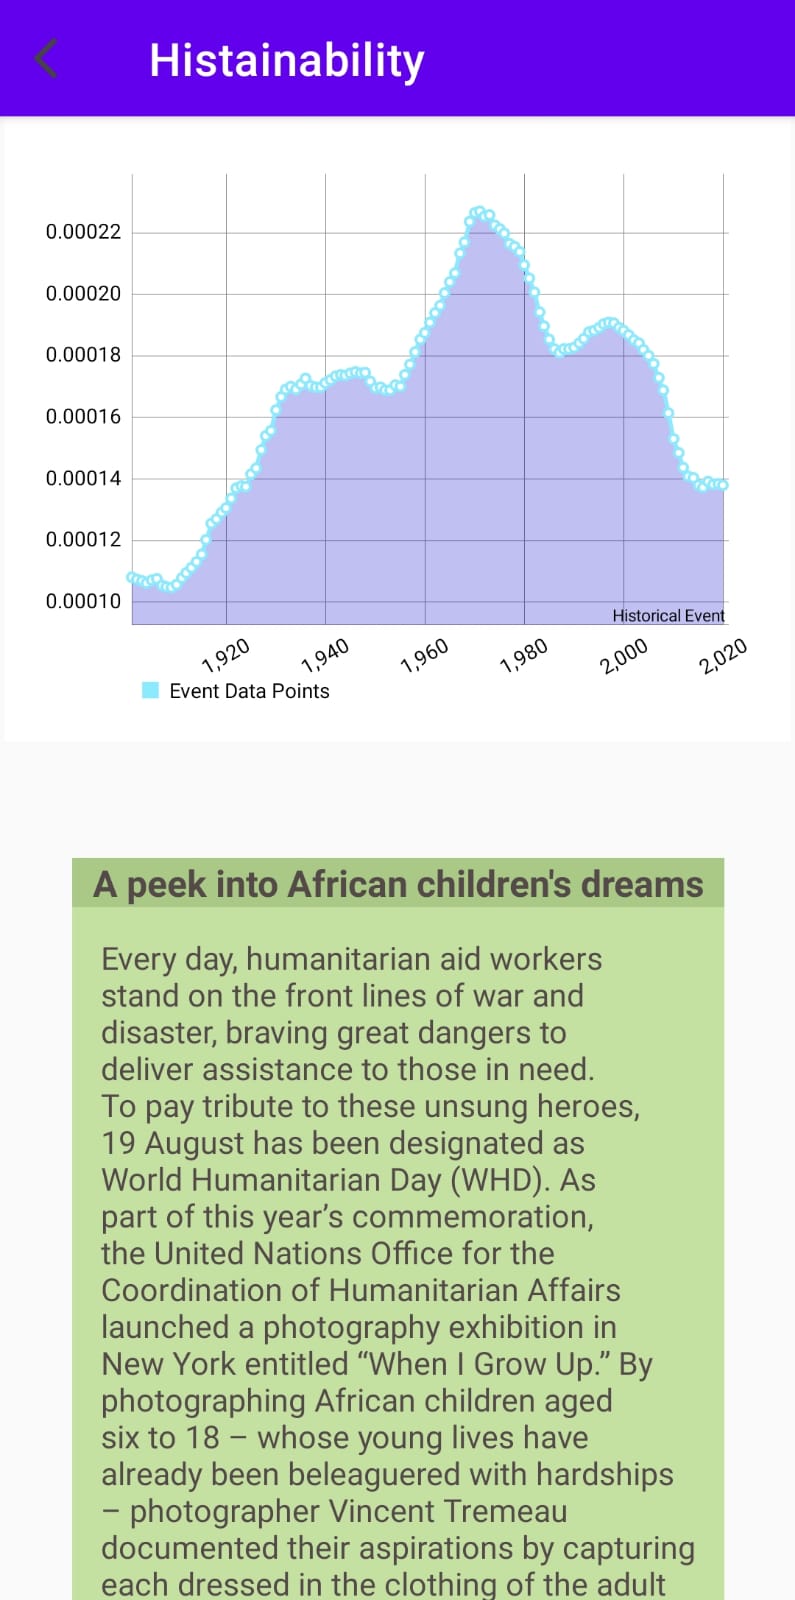 Histainability
0.00022
0.00020
0.00018
0.00016
0.00014
0.00012
0.00010
Historical Event
1,920
1,940
1,960
1,980
2,000
2,020
Event Data Points
A peek into African children's dreams
Every day, humanitarian aid workers
stand on the front lines of war and
disaster, braving great dangers to
deliver assistance to those in need.
To pay tribute to these unsung heroes,
19 August has been designated as
World Humanitarian Day (WHD). As
part of this year’s commemoration,
the United Nations Office for the
Coordination of Humanitarian Affairs
launched a photography exhibition in
New York entitled “When I Grow Up.” By
photographing African children aged
six to 18 – whose young lives have
already been beleaguered with hardships
– photographer Vincent Tremeau
documented their aspirations by capturing
each dressed in the clothing of the adult